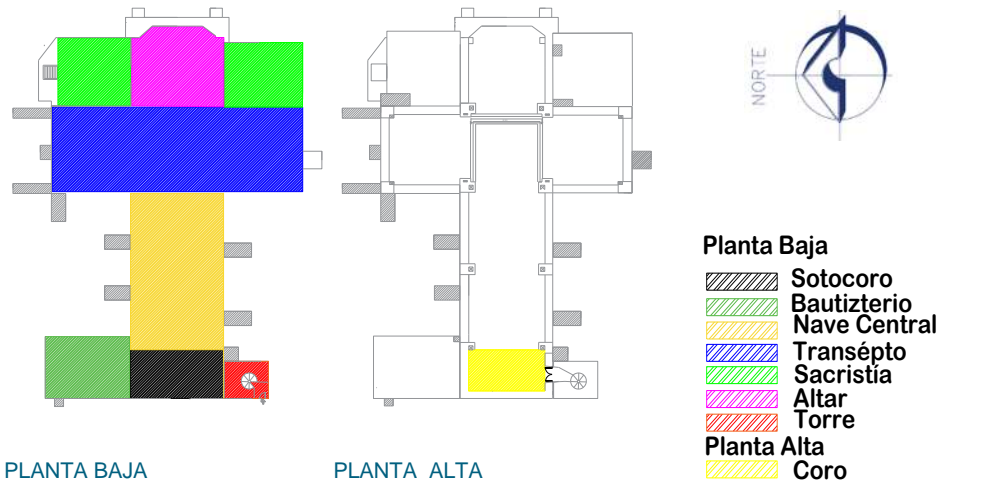 NORTE
Planta Baja
Sotocoro
Bautizterio
Nave Central
Transépto
Sacristía
Altar
Torre
Planta Alta
Coro
PLANTA BAJA
PLANTA ALTA